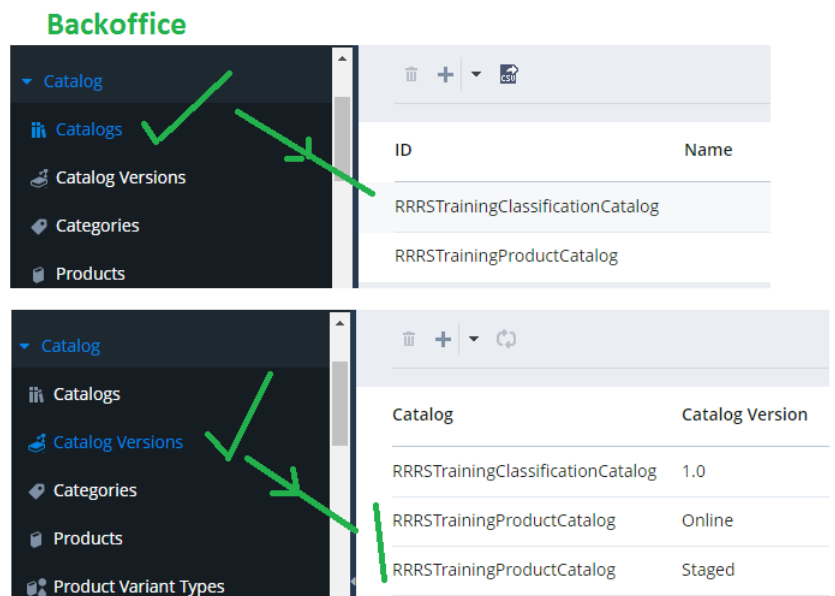 Backoffice
Catalog
Catalogs
Catalog Versions
Categories
Products
CSV
ID Name
RRRSTrainingClassificationCatalog
RRRSTrainingProductCatalog
Catalog
Catalogs
Catalog Versions
Categories
Products
Product Variant Types
Catalog Catalog Version
RRRSTrainingClassificationCatalog 1.0
RRRSTrainingProductCatalog Online
RRRSTrainingProductCatalog Staged